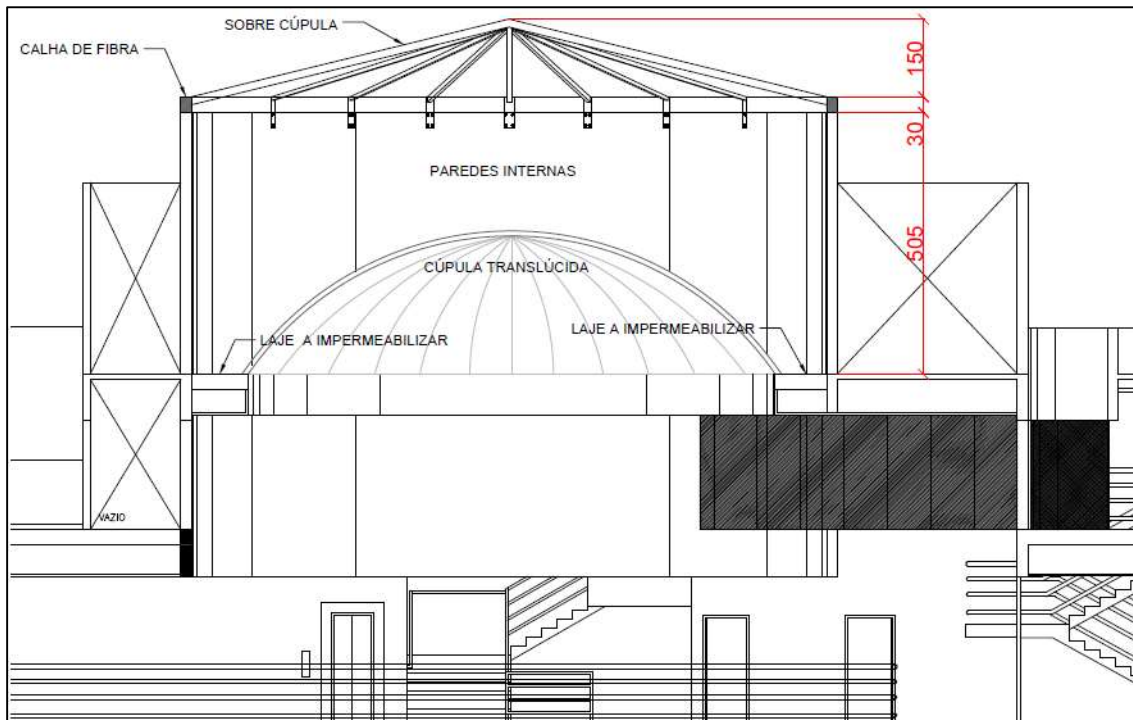 SOBRE CÚPULA
CALHA DE FIBRA
150
30
PAREDES INTERNAS
505
CÚPULA TRANSLÚCIDA
LAJE A IMPERMEABILIZAR
LAJE A IMPERMEABILIZAR
VAZIO